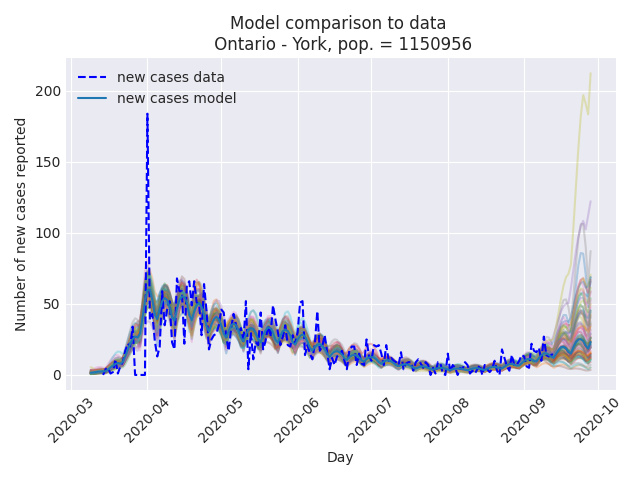 Model comparison to data
Ontario - York, pop. = 1150956
new cases data
new cases model
Number of new cases reported
200
150
100
50
0
2020-03
2020-04
2020-05
2020-06
2020-07
2020-08
2020-09
2020-10
Day